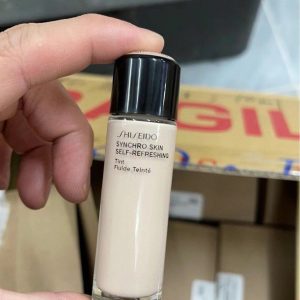 SHISEIDO
SYNCHRO SKIN
SELF-REFRESHING
Tint
Fluide Teinté